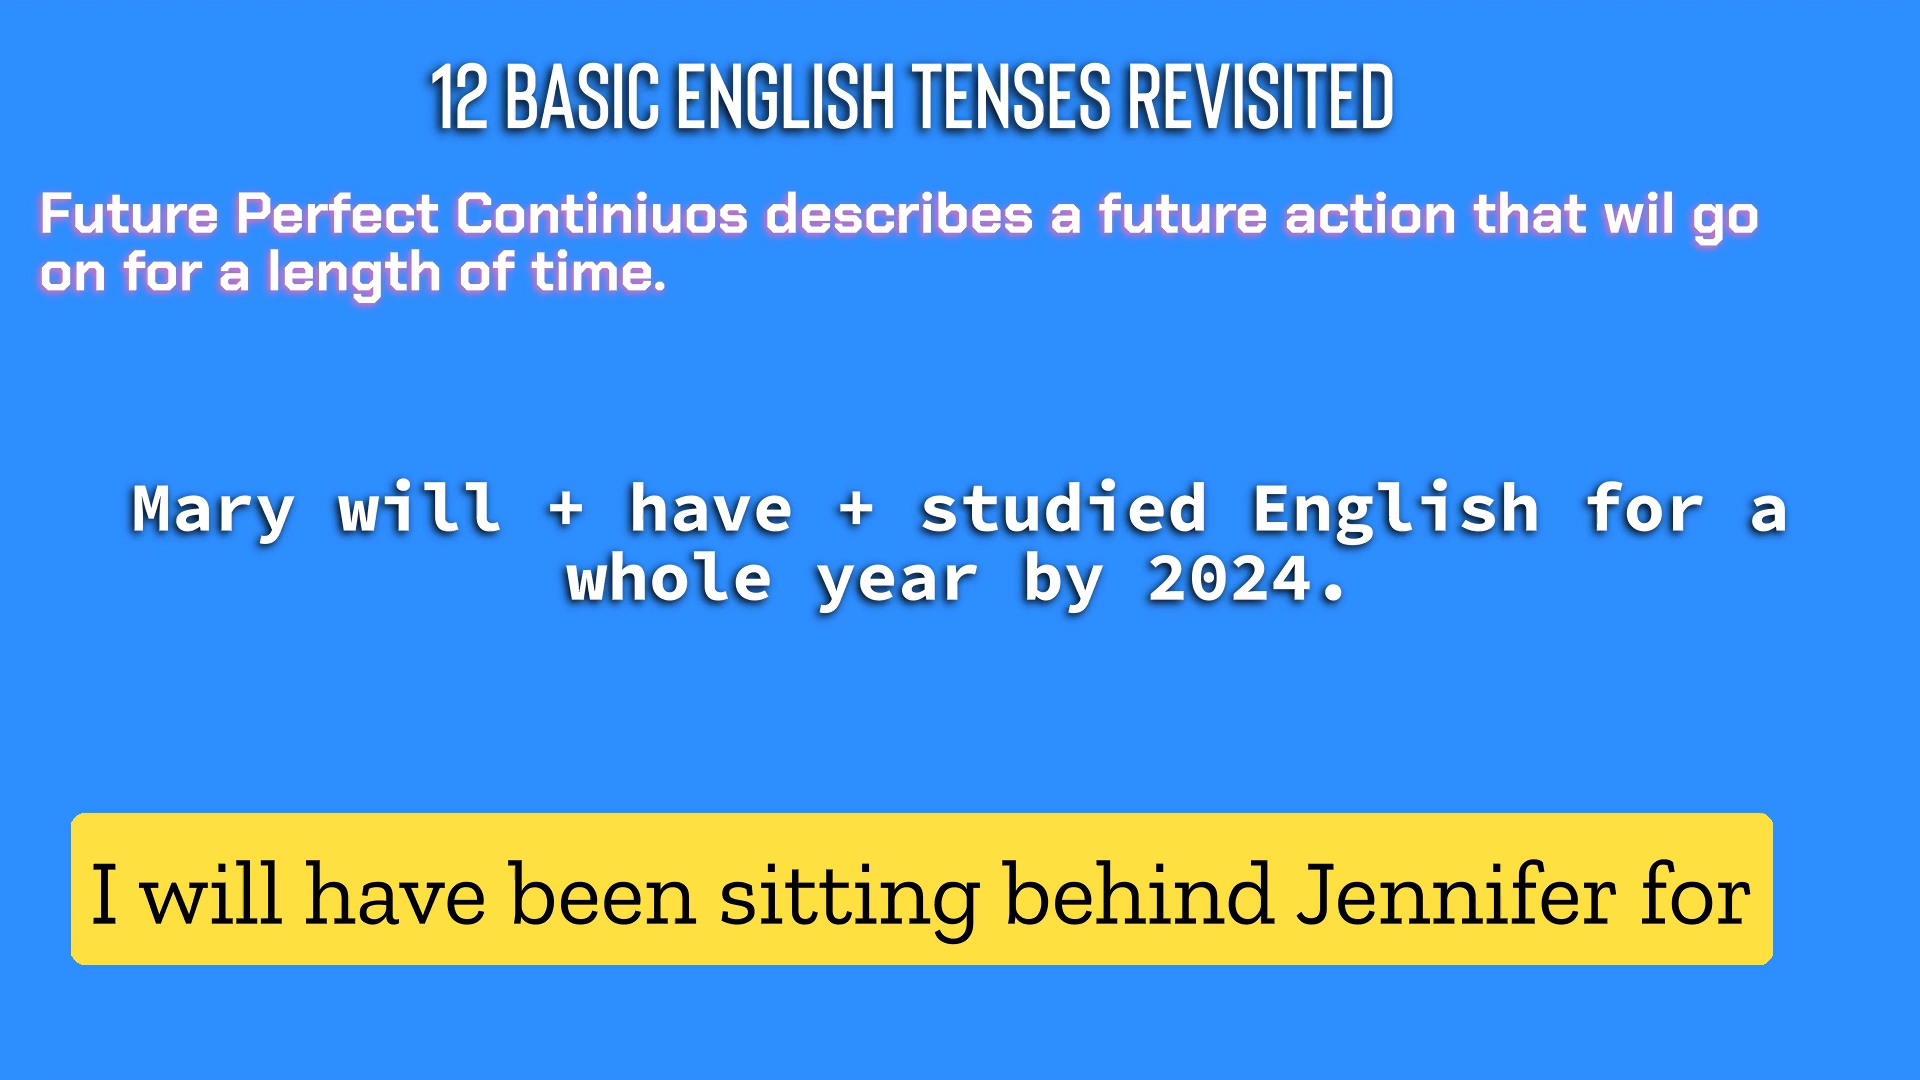 12 BASIC ENGLISH TENSES REVISITED
Future Perfect Continiuos describes a future action that wil go
on for a length of time.
Mary will + have + studied English for a
whole year by 2024.
I will have been sitting behind Jennifer for